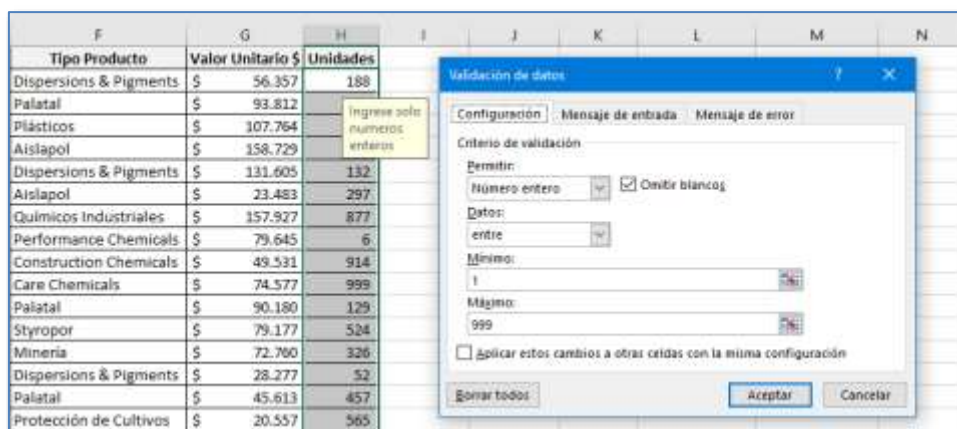 F G H I J K L M N
Tipo Producto Valor Unitario $ Unidades
Dispersions & Pigments $ 56.357 188
Palatal $ 93.812
Plásticos $ 107.764
Aislapol $ 158.729
Dispersions & Pigments $ 131.605 132
Aislapol $ 23.483 297
Químicos Industriales $ 157.927 877
Performance Chemicals $ 79.645 6
Construction Chemicals $ 49.531 914
Care Chemicals $ 74.577 999
Palatal $ 90.180 129
Styropor $ 79.177 524
Minería $ 72.760 326
Dispersions & Pigments $ 28.277 52
Palatal $ 45.613 457
Protección de Cultivos $ 20.557 565
Ingrese solo
numeros
enteros
Validación de datos ? ×
Configuración Mensaje de entrada Mensaje de error
Criterio de validación
Permitir:
Número entero Omitir blancos
Datos:
entre
Mínimo:
1
Máximo:
999
Aplicar estos cambios a otras celdas con la misma configuración
Borrar todos Aceptar Cancelar